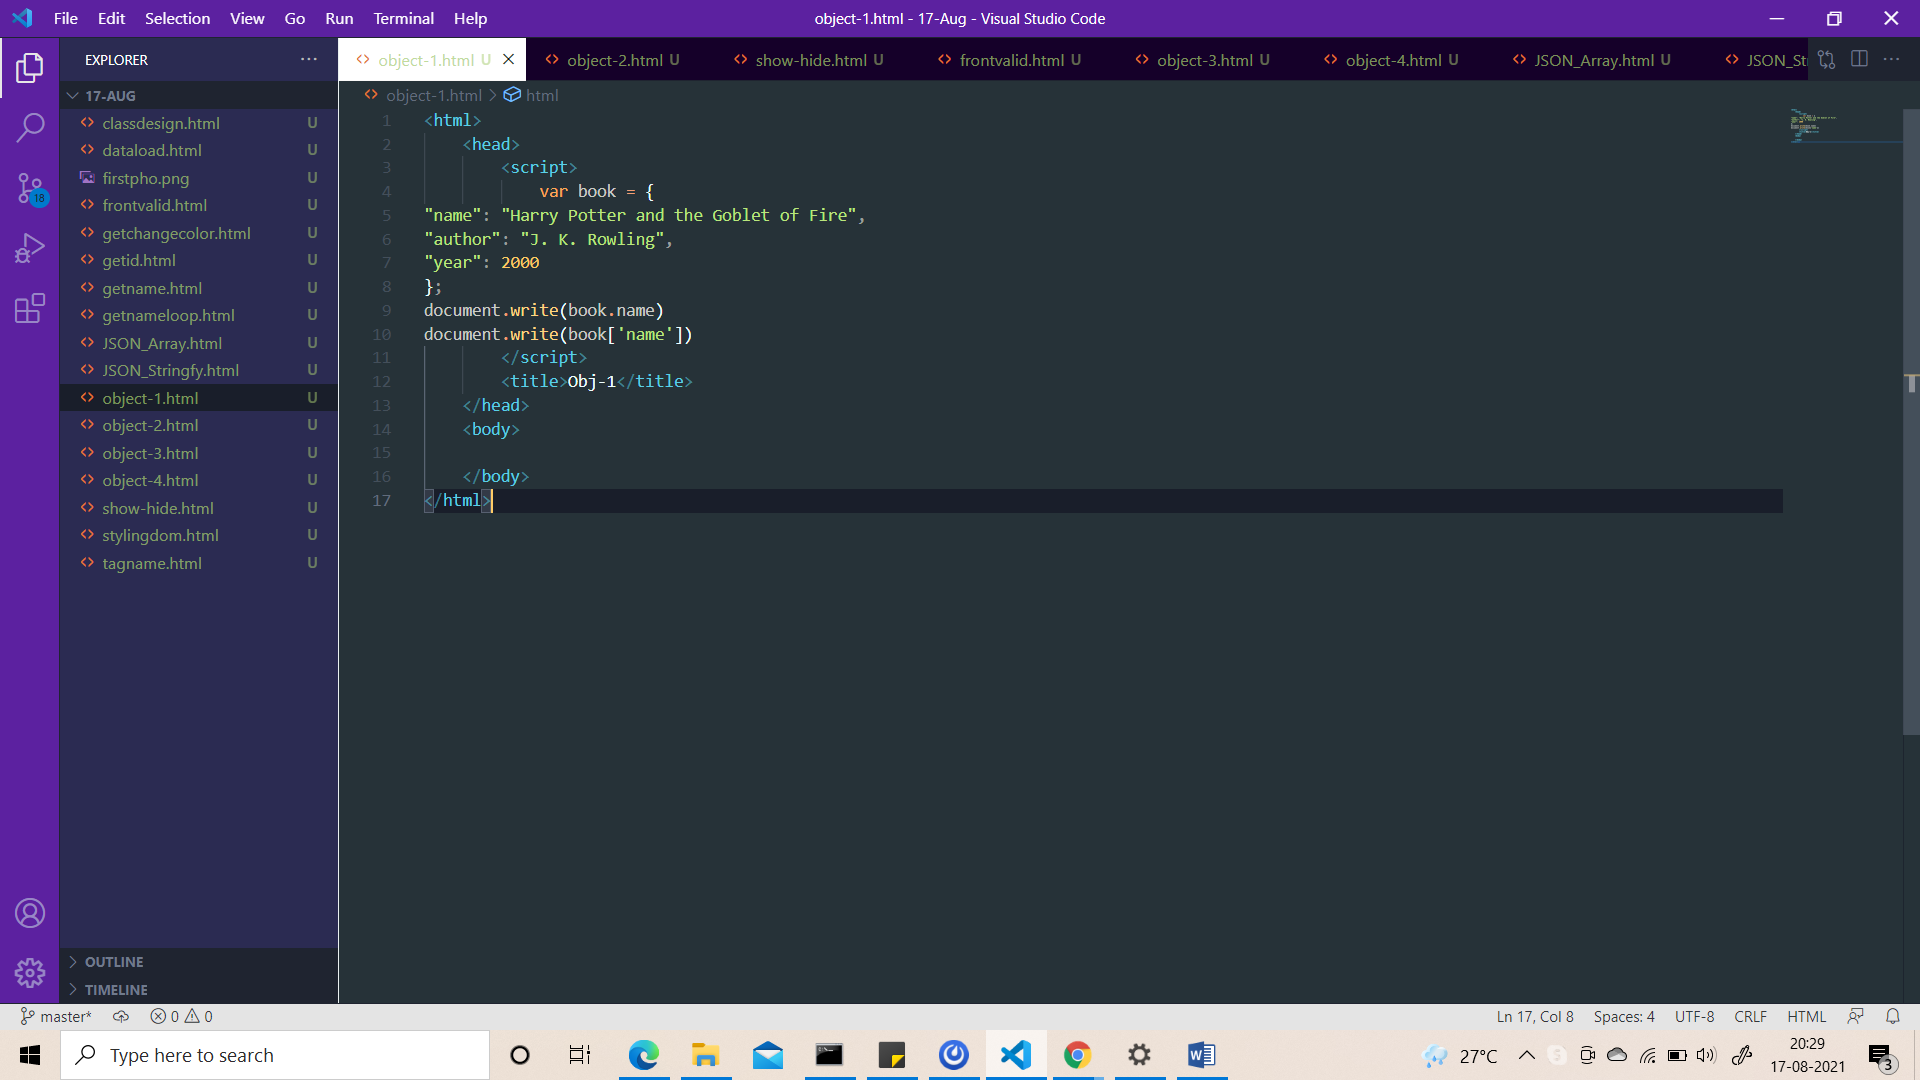 File Edit Selection View Go Run Terminal Help
object-1.html - 17-Aug - Visual Studio Code
EXPLORER
object-1.html U
object-2.html U
show-hide.html U
frontvalid.html U
object-3.html U
object-4.html U
JSON_Array.html U
JSON_St
17-AUG
classdesign.html U
dataload.html U
firstpho.png U
frontvalid.html U
getchangecolor.html U
getid.html U
getname.html U
getnameloop.html U
JSON_Array.html U
JSON_Stringfy.html U
object-1.html U
object-2.html U
object-3.html U
object-4.html U
show-hide.html U
stylingdom.html U
tagname.html U
18
OUTLINE
TIMELINE
object-1.html > html
1 <html>
2 <head>
3 <script>
4 var book = {
5 "name": "Harry Potter and the Goblet of Fire",
6 "author": "J. K. Rowling",
7 "year": 2000
8 };
9 document.write(book.name)
10 document.write(book['name'])
11 </script>
12 <title>Obj-1</title>
13 </head>
14 <body>
15
16 </body>
17 </html>
master* 0 0
Ln 17, Col 8 Spaces: 4 UTF-8 CRLF HTML
Type here to search
27°C
20:29
17-08-2021
3